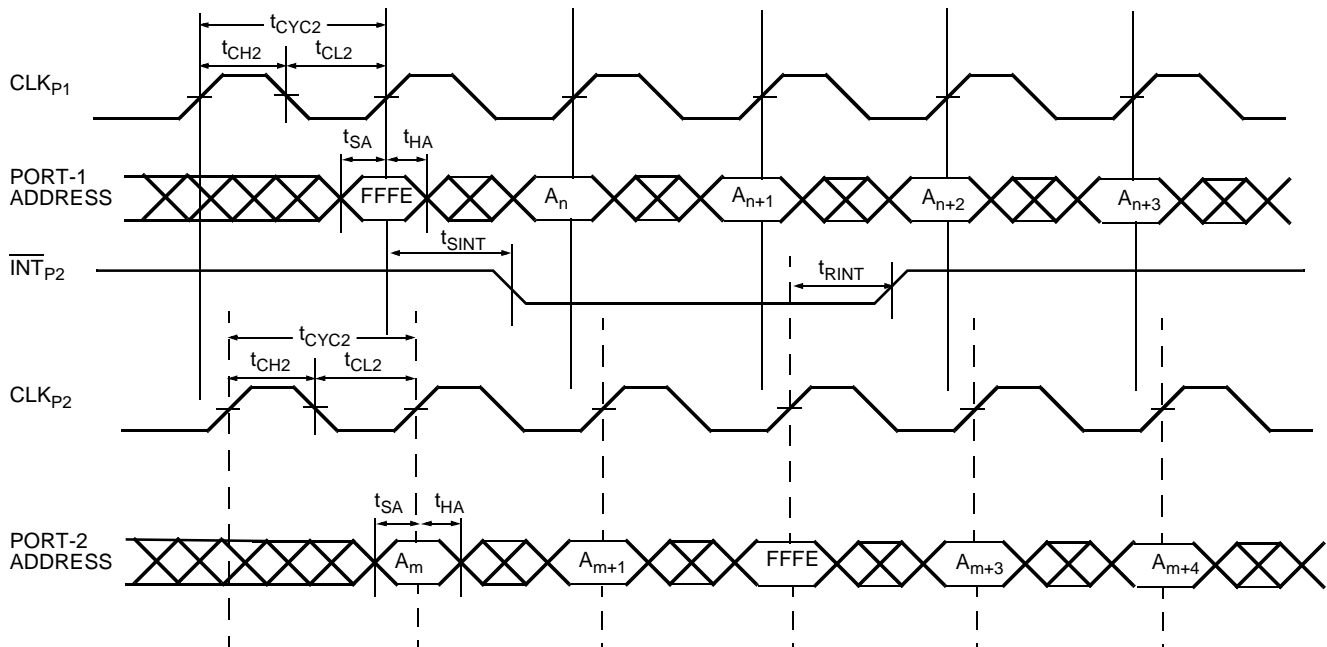 tCYC2
tCH2 tCL2
CLKP1
tSA tHA
PORT-1
ADDRESS
FFFE An An+1 An+2 An+3
tSINT
INTP2
tRINT
tCYC2
tCH2 tCL2
CLKP2
tSA tHA
PORT-2
ADDRESS
Am Am+1 FFFE Am+3 Am+4